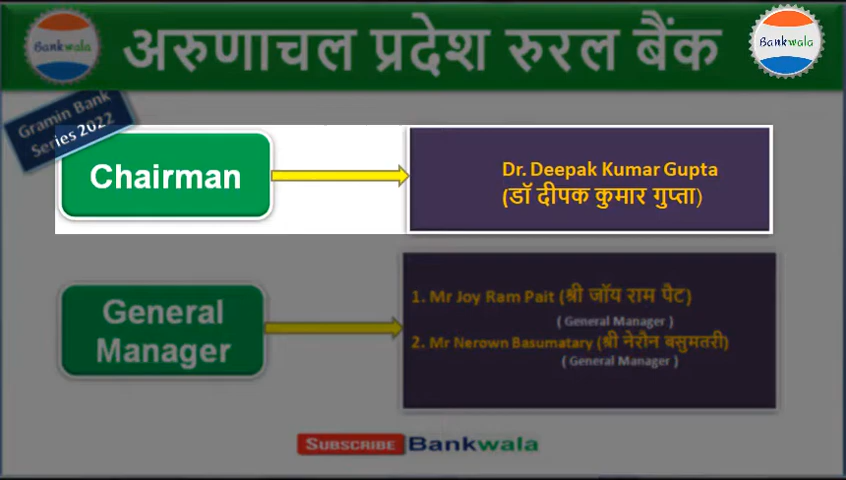 Bankwala
अरुणाचल प्रदेश रुरल बैंक
Bankwala
Gramin Bank
Series 2022
Chairman
Dr. Deepak Kumar Gupta
(डॉ दीपक कुमार गुप्ता)
General
Manager
1. Mr Joy Ram Pait (श्री जॉय राम पैट)
( General Manager )
2. Mr Nerown Basumatary (श्री नेरौन बसुमतरी)
( General Manager )
SUBSCRIBE Bankwala